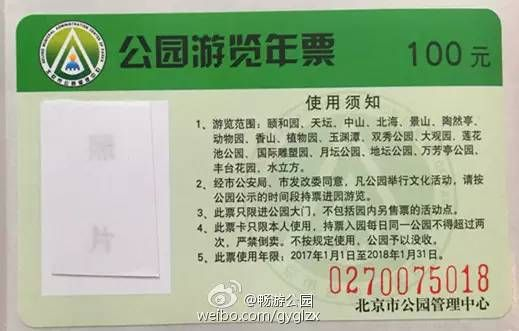 公园游览年票 100元
使用须知
1、游览范围：颐和园、天坛、中山、北海、景山、陶然亭、
动物园、香山、植物园、玉渊潭、双秀公园、大观园、莲花
池公园、国际雕塑园、月坛公园、地坛公园、万芳亭公园、
丰台花园、水立方。
2、经市公安局、市发改委同意，凡公园举行文化活动，请按
公园公示的时间段持票进园游览。
3、此票只限进公园大门，不包括园内另售票的活动点。
4、此票卡只限本人使用，持票入园每日同一公园不得超过两
次，严禁倒卖。不按规定使用，公园予以没收。
5、此票使用年限：2017年1月1日至2018年1月31日。
照
片
0270075018
北京市公园管理中心
@畅游公园
weibo.com/gyglzx